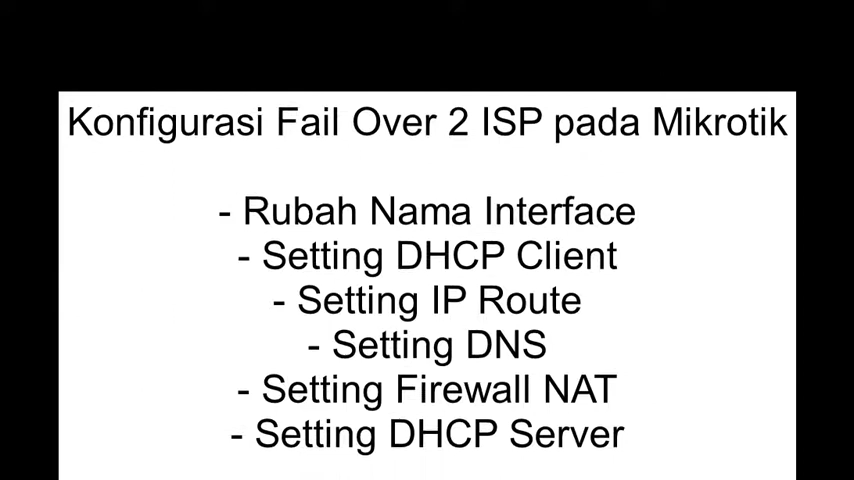 Konfigurasi Fail Over 2 ISP pada Mikrotik
- Rubah Nama Interface
- Setting DHCP Client
- Setting IP Route
- Setting DNS
- Setting Firewall NAT
- Setting DHCP Server